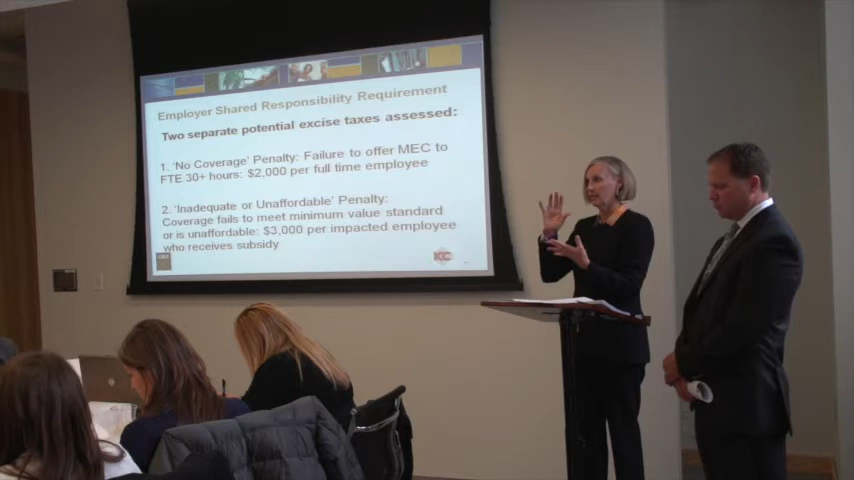 Employer Shared Responsibility Requirement
Two separate potential excise taxes assessed:
1. 'No Coverage' Penalty: Failure to offer MEC to
FTE 30+ hours: $2,000 per full time employee
2. 'Inadequate or Unaffordable' Penalty:
Coverage fails to meet minimum value standard
or is unaffordable: $3,000 per impacted employee
who receives subsidy
KC